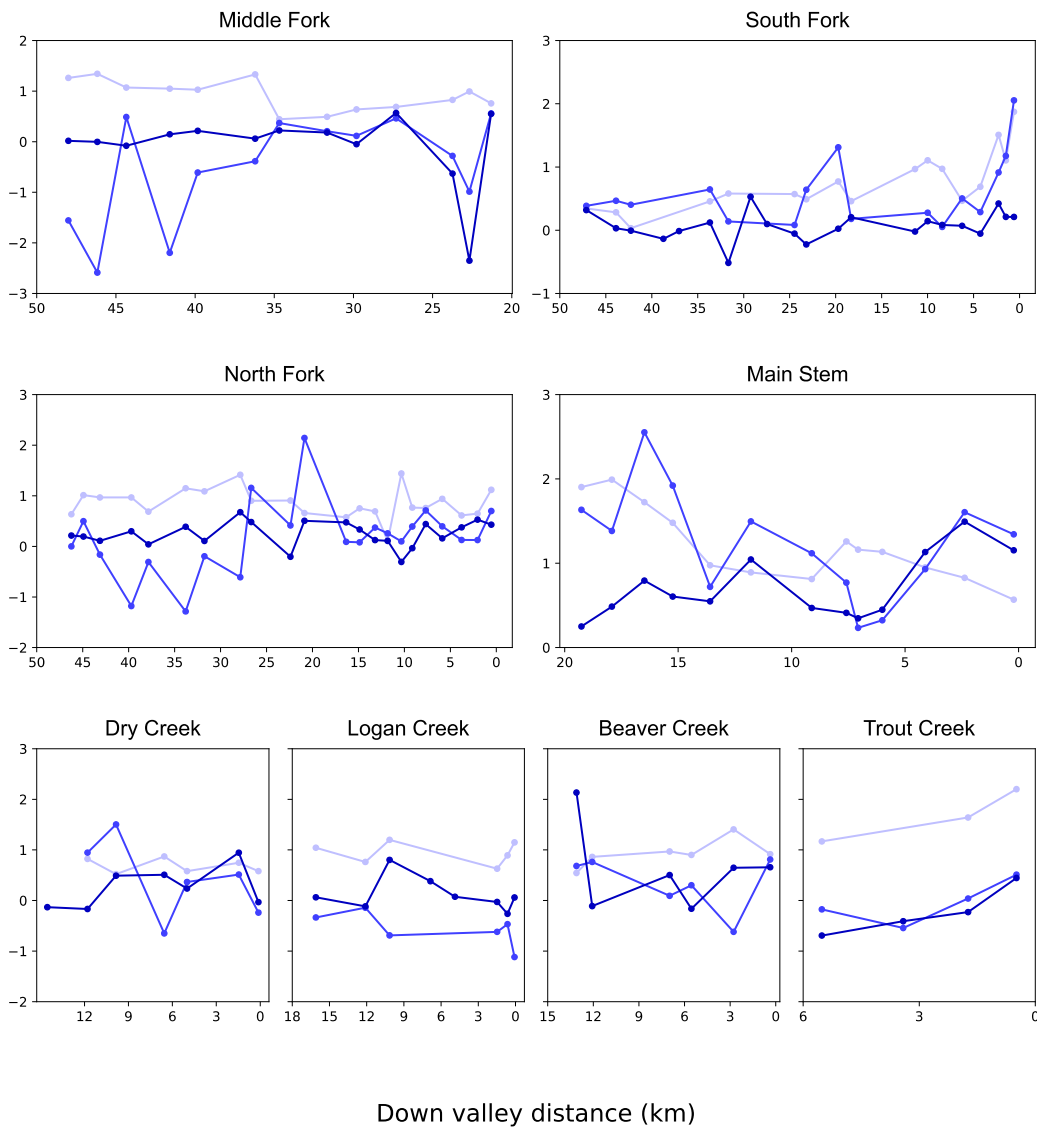 Middle Fork South Fork
2 3
1 2
0 1
−1 0
−2
−3 −1
50 45 40 35 30 25 20 50 45 40 35 30 25 20 15 10 5 0
North Fork Main Stem
3 3
2
1 2
0 1
−1
−2 0
50 45 40 35 30 25 20 15 10 5 0 20 15 10 5 0
Dry Creek Logan Creek Beaver Creek Trout Creek
3
2
1
0
−1
−2
12 9 6 3 0 18 15 12 9 6 3 0 15 12 9 6 3 0 6 3 0
Down valley distance (km)